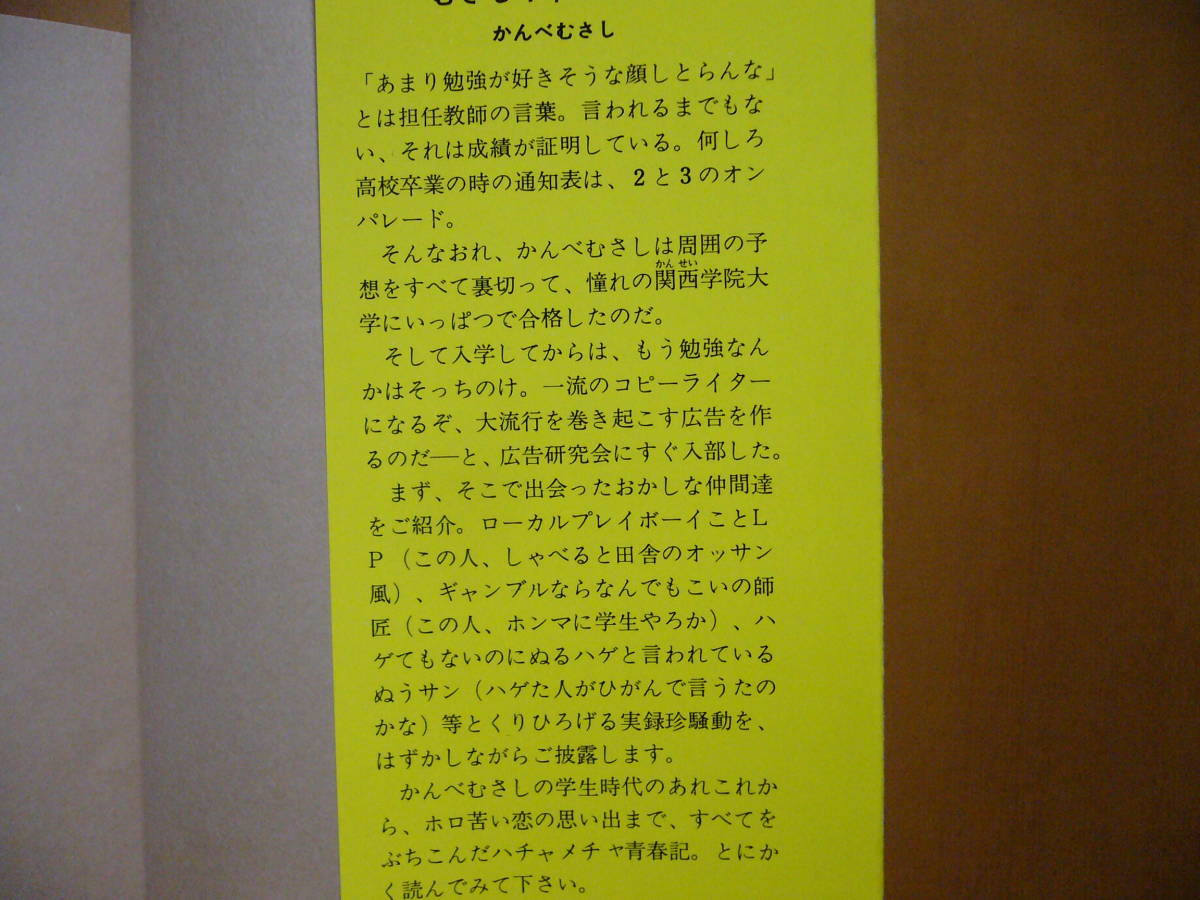 かんべむさし
「あまり勉強が好きそうな顔しとらんな」
とは担任教師の言葉。言われるまでもな
い、それは成績が証明している。何しろ
高校卒業の時の通知表は、2と3のオン
パレード。
そんなおれ、かんべむさしは周囲の予
想をすべて裏切って、憧れの関西学院大
かんせい
学にいっぱつで合格したのだ。
そして入学してからは、もう勉強なん
かはそっちのけ。一流のコピーライター
になるぞ、大流行を巻き起こす広告を作
るのだ──と、広告研究会にすぐ入部した。
まず、そこで出会ったおかしな仲間達
をご紹介。ローカルプレイボーイことL
P（この人、しゃべると田舎のオッサン
風）、ギャンブルならなんでもこいの師
匠（この人、ホンマに学生やろか）、ハ
ゲてもないのにぬるハゲと言われている
ぬうサン（ハゲた人がひがんで言うたの
かな）等とくりひろげる実録珍騒動を、
はずかしながらご披露します。
かんべむさしの学生時代のあれこれか
ら、ホロ苦い恋の思い出まで、すべてを
ぶちこんだハチャメチャ青春記。とにか
く読んでみて下さい。